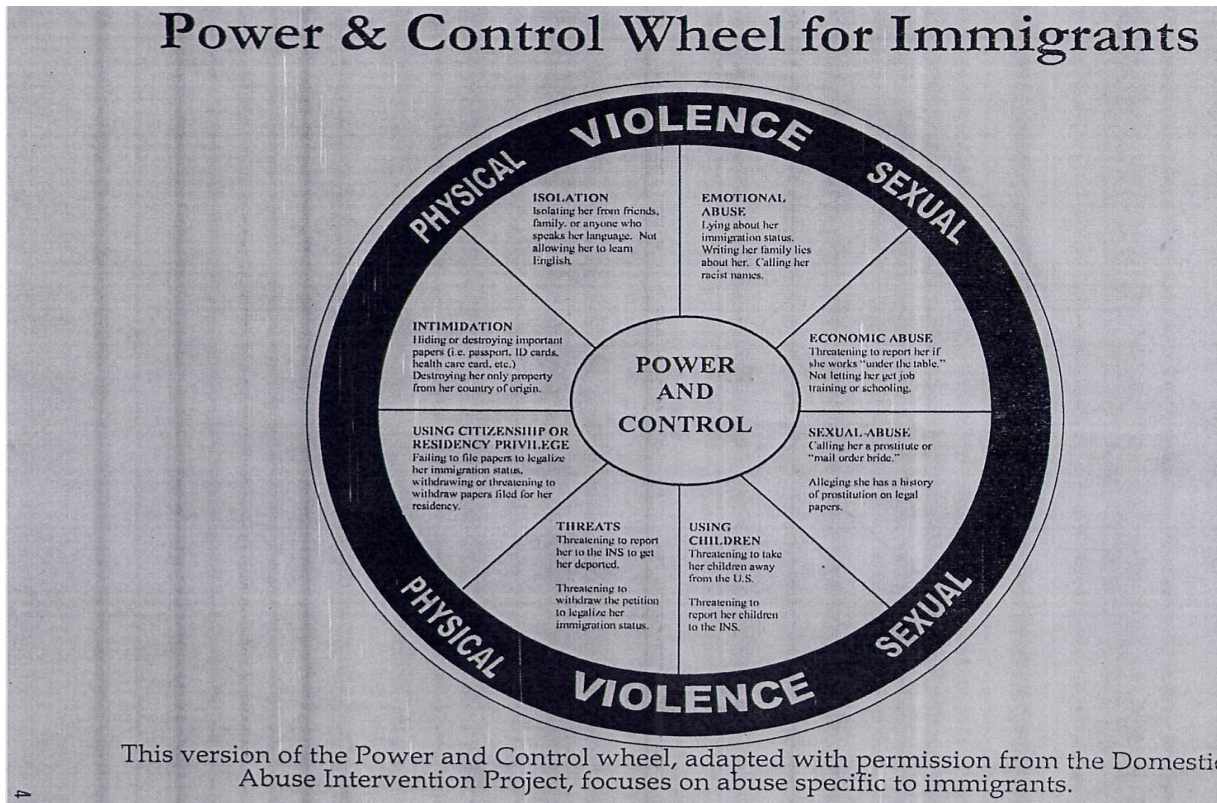 Power & Control Wheel for Immigrants
VIOLENCE
PHYSICAL
SEXUAL
ISOLATION
Isolating her from friends,
family, or anyone who
speaks her language. Not
allowing her to learn
English.
EMOTIONAL
ABUSE
Lying about her
immigration status.
Writing her family lies
about her. Calling her
racist names.
INTIMIDATION
Hiding or destroying important
papers (i.e. passport, ID cards,
health care card, etc.)
Destroying her only property
from her country of origin.
POWER
AND
CONTROL
ECONOMIC ABUSE
Threatening to report her if
she works "under the table."
Not letting her get job
training or schooling.
USING CITIZENSHIP OR
RESIDENCY PRIVILEGE
Failing to file papers to legalize
her immigration status,
withdrawing or threatening to
withdraw papers filed for her
residency.
SEXUAL ABUSE
Calling her a prostitute or
"mail order bride."
Alleging she has a history
of prostitution on legal
papers.
THREATS
Threatening to report
her to the INS to get
her deported.
Threatening to
withdraw the petition
to legalize her
immigration status.
USING
CHILDREN
Threatening to take
her children away
from the U.S.
Threatening to
report her children
to the INS.
PHYSICAL
SEXUAL
VIOLENCE
This version of the Power and Control wheel, adapted with permission from the Domestic
Abuse Intervention Project, focuses on abuse specific to immigrants.
4